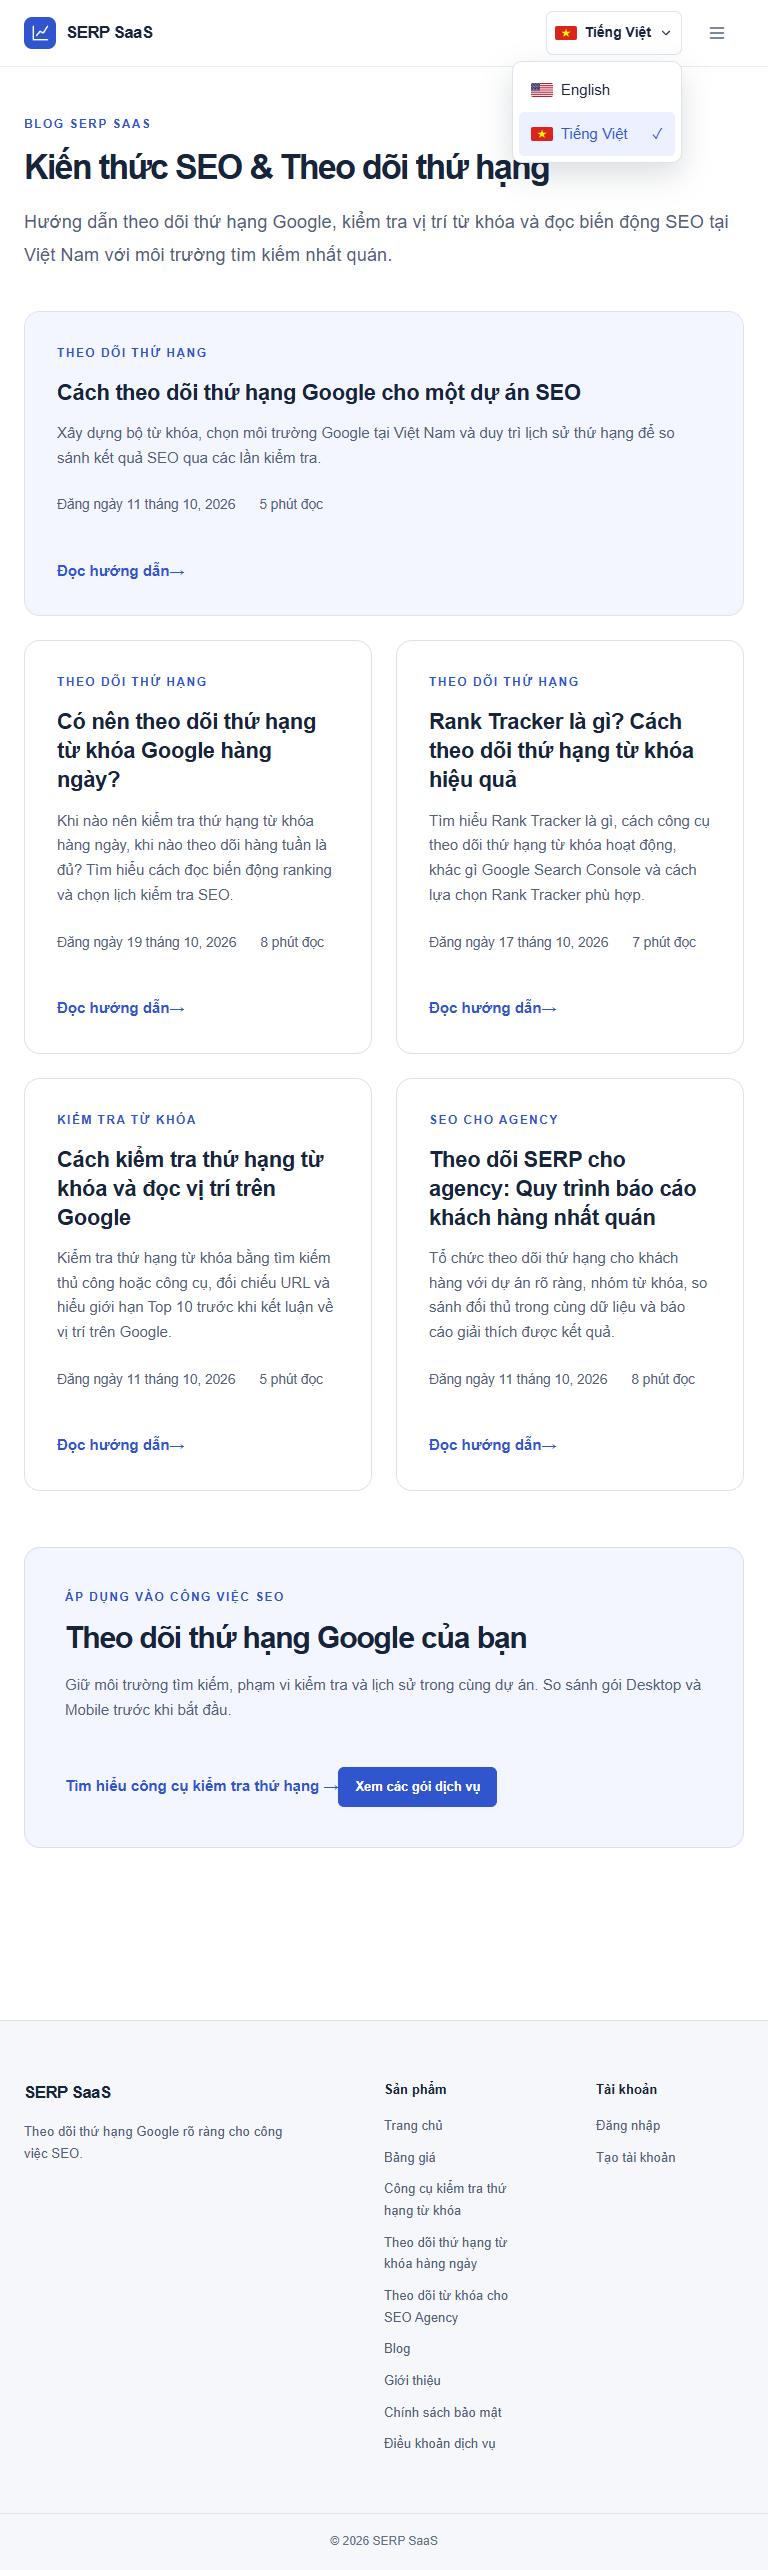 SERP SaaS
Tiếng Việt
English
Tiếng Việt
BLOG SERP SAAS
Kiến thức SEO & Theo dõi thứ hạng
Hướng dẫn theo dõi thứ hạng Google, kiểm tra vị trí từ khóa và đọc biến động SEO tại
Việt Nam với môi trường tìm kiếm nhất quán.
THEO DÕI THỨ HẠNG
Cách theo dõi thứ hạng Google cho một dự án SEO
Xây dựng bộ từ khóa, chọn môi trường Google tại Việt Nam và duy trì lịch sử thứ hạng để so
sánh kết quả SEO qua các lần kiểm tra.
Đăng ngày 11 tháng 10, 2026 5 phút đọc
Đọc hướng dẫn→
THEO DÕI THỨ HẠNG
Có nên theo dõi thứ hạng
từ khóa Google hàng
ngày?
Khi nào nên kiểm tra thứ hạng từ khóa
hàng ngày, khi nào theo dõi hàng tuần là
đủ? Tìm hiểu cách đọc biến động ranking
và chọn lịch kiểm tra SEO.
Đăng ngày 19 tháng 10, 2026 8 phút đọc
Đọc hướng dẫn→
THEO DÕI THỨ HẠNG
Rank Tracker là gì? Cách
theo dõi thứ hạng từ khóa
hiệu quả
Tìm hiểu Rank Tracker là gì, cách công cụ
theo dõi thứ hạng từ khóa hoạt động,
khác gì Google Search Console và cách
lựa chọn Rank Tracker phù hợp.
Đăng ngày 17 tháng 10, 2026 7 phút đọc
Đọc hướng dẫn→
KIỂM TRA TỪ KHÓA
Cách kiểm tra thứ hạng từ
khóa và đọc vị trí trên
Google
Kiểm tra thứ hạng từ khóa bằng tìm kiếm
thủ công hoặc công cụ, đối chiếu URL và
hiểu giới hạn Top 10 trước khi kết luận về
vị trí trên Google.
Đăng ngày 11 tháng 10, 2026 5 phút đọc
Đọc hướng dẫn→
SEO CHO AGENCY
Theo dõi SERP cho
agency: Quy trình báo cáo
khách hàng nhất quán
Tổ chức theo dõi thứ hạng cho khách
hàng với dự án rõ ràng, nhóm từ khóa, so
sánh đối thủ trong cùng dữ liệu và báo
cáo giải thích được kết quả.
Đăng ngày 11 tháng 10, 2026 8 phút đọc
Đọc hướng dẫn→
ÁP DỤNG VÀO CÔNG VIỆC SEO
Theo dõi thứ hạng Google của bạn
Giữ môi trường tìm kiếm, phạm vi kiểm tra và lịch sử trong cùng dự án. So sánh gói Desktop và
Mobile trước khi bắt đầu.
Tìm hiểu công cụ kiểm tra thứ hạng →
Xem các gói dịch vụ
SERP SaaS
Theo dõi thứ hạng Google rõ ràng cho công
việc SEO.
Sản phẩm
Trang chủ
Bảng giá
Công cụ kiểm tra thứ
hạng từ khóa
Theo dõi thứ hạng từ
khóa hàng ngày
Theo dõi từ khóa cho
SEO Agency
Blog
Giới thiệu
Chính sách bảo mật
Điều khoản dịch vụ
Tài khoản
Đăng nhập
Tạo tài khoản
© 2026 SERP SaaS